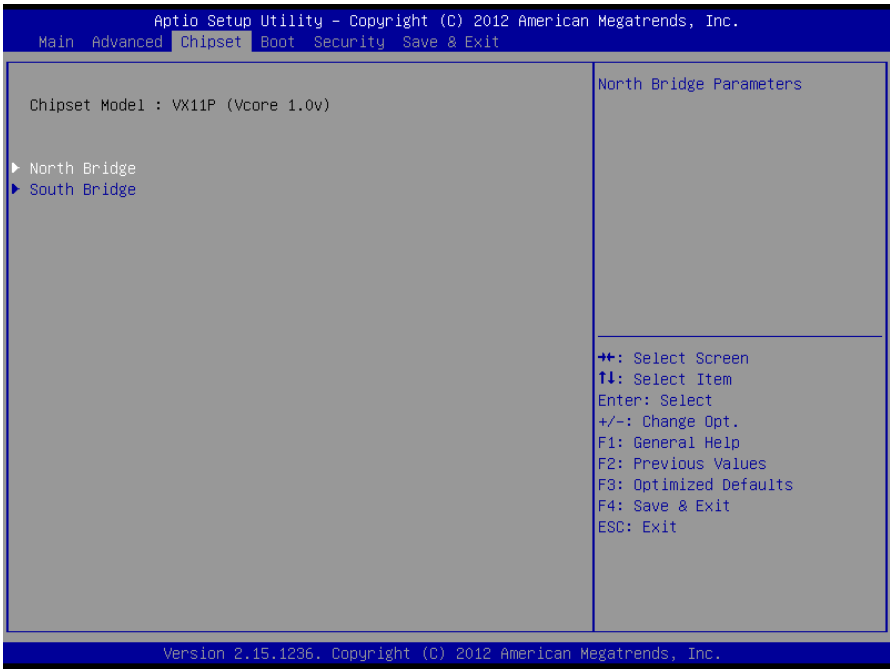 Aptio Setup Utility – Copyright (C) 2012 American Megatrends, Inc.
Main Advanced Chipset Boot Security Save & Exit
Chipset Model : VX11P (Vcore 1.0v)
► North Bridge
► South Bridge
North Bridge Parameters
→←: Select Screen
↑↓: Select Item
Enter: Select
+/-: Change Opt.
F1: General Help
F2: Previous Values
F3: Optimized Defaults
F4: Save & Exit
ESC: Exit
Version 2.15.1236. Copyright (C) 2012 American Megatrends, Inc.